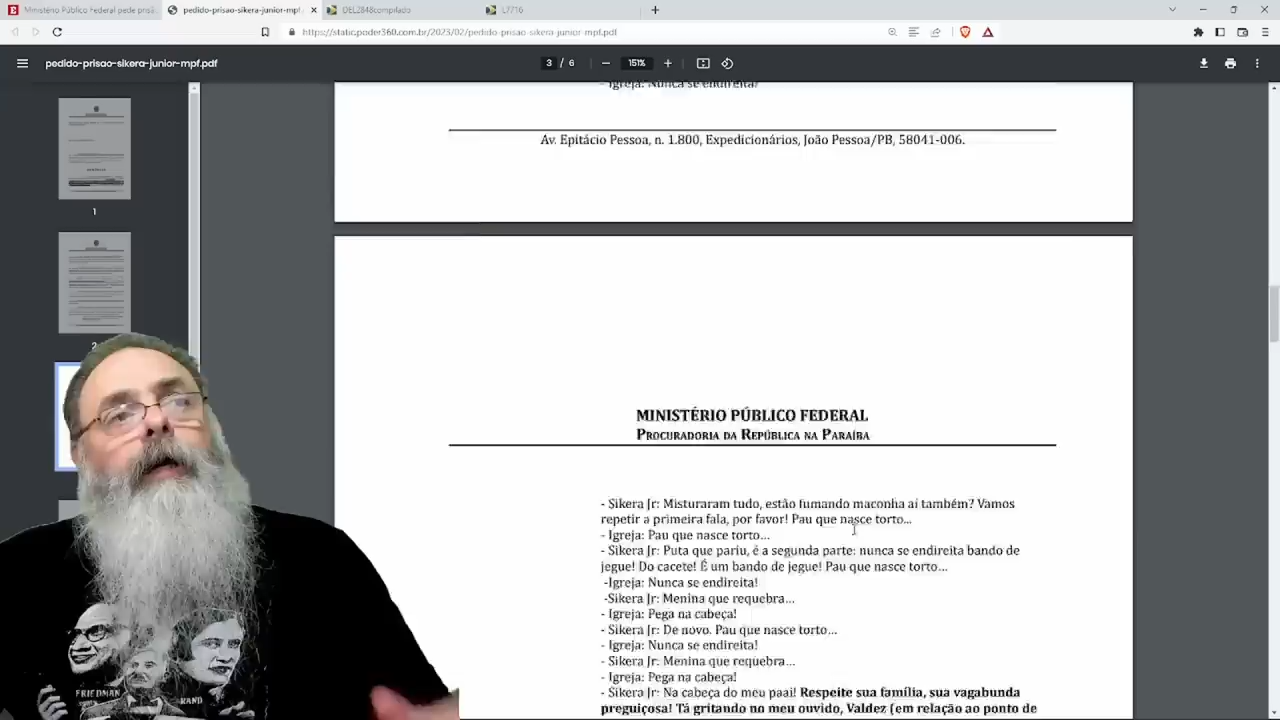 Ministério Público Federal pede prisã
pedido-prisao-sikera-junior-mpf.
DEL2848compilado
L7716
https://static.poder360.com.br/2023/02/pedido-prisao-sikera-junior-mpf.pdf
pedido-prisao-sikera-junior-mpf.pdf
3 / 6
151%
- Igreja: Nunca se endireita!
Av. Epitácio Pessoa, n. 1.800, Expedicionários, João Pessoa/PB, 58041-006.
1
2
MINISTÉRIO PÚBLICO FEDERAL
PROCURADORIA DA REPÚBLICA NA PARAÍBA
- Sikera Jr: Misturaram tudo, estão fumando maconha aí também? Vamos
repetir a primeira fala, por favor! Pau que nasce torto...
- Igreja: Pau que nasce torto...
- Sikera Jr: Puta que pariu, é a segunda parte: nunca se endireita bando de
jegue! Do cacete! É um bando de jegue! Pau que nasce torto...
-Igreja: Nunca se endireita!
-Sikera Jr: Menina que requebra...
- Igreja: Pega na cabeça!
- Sikera Jr: De novo. Pau que nasce torto...
- Igreja: Nunca se endireita!
- Sikera Jr: Menina que requebra...
- Igreja: Pega na cabeça!
- Sikera Jr: Na cabeça do meu paai! Respeite sua família, sua vagabunda
preguiçosa! Tá gritando no meu ouvido, Valdez (em relação ao ponto de
FRIEDMAN
RAND